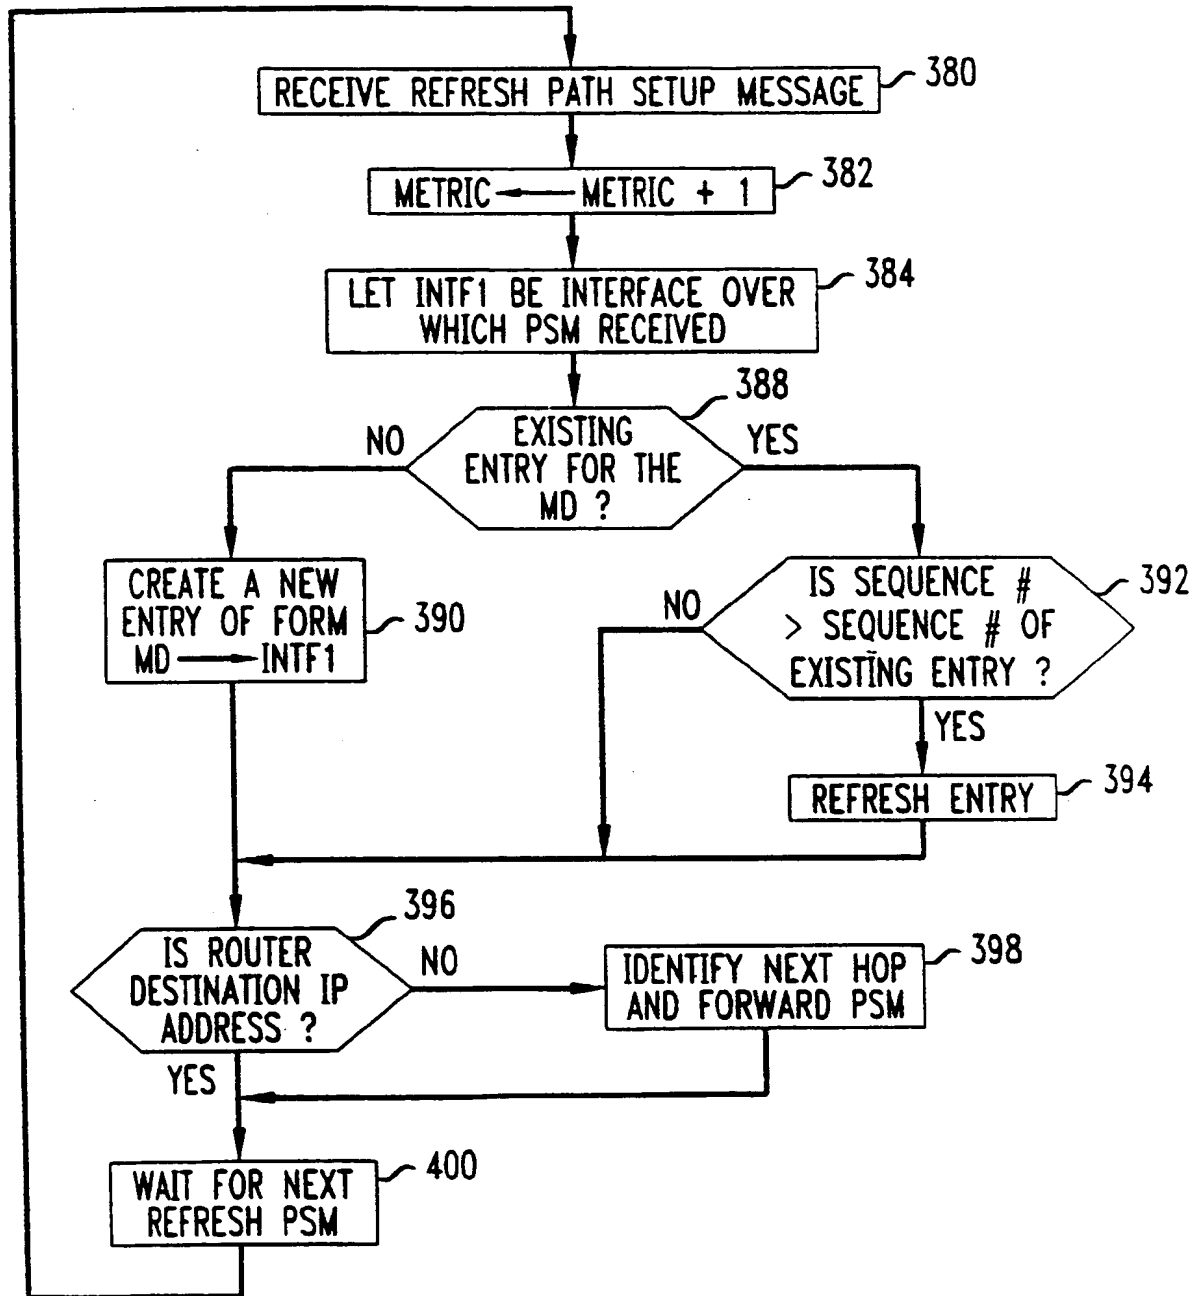 RECEIVE REFRESH PATH SETUP MESSAGE
380
METRIC ← METRIC + 1
382
LET INTF1 BE INTERFACE OVER
WHICH PSM RECEIVED
384
388
EXISTING
ENTRY FOR THE
MD ?
NO
YES
CREATE A NEW
ENTRY OF FORM
MD → INTF1
390
IS SEQUENCE #
> SEQUENCE # OF
EXISTING ENTRY ?
392
NO
YES
REFRESH ENTRY
394
396
IS ROUTER
DESTINATION IP
ADDRESS ?
NO
YES
IDENTIFY NEXT HOP
AND FORWARD PSM
398
WAIT FOR NEXT
REFRESH PSM
400